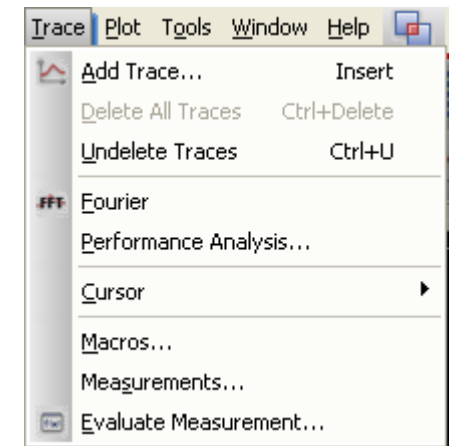 Trace Plot Tools Window Help
Add Trace... Insert
Delete All Traces Ctrl+Delete
Undelete Traces Ctrl+U
FFT Fourier
Performance Analysis...
Cursor
Macros...
Measurements...
Evaluate Measurement...